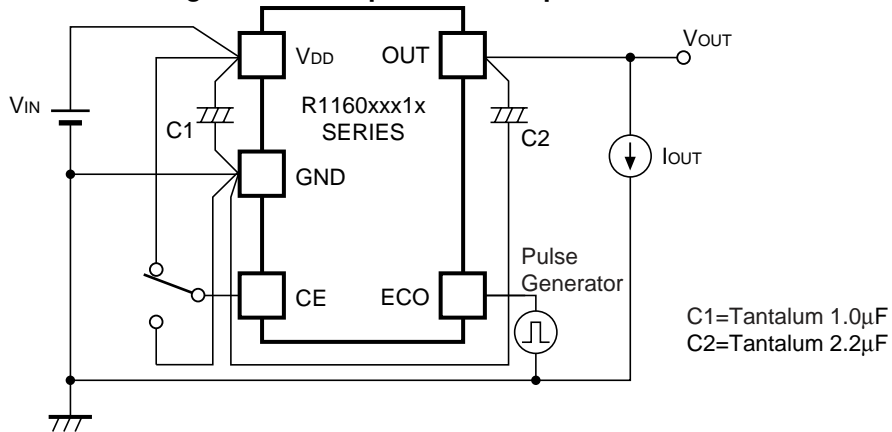 VDD
OUT
VOUT
R1160xxx1x
SERIES
VIN
C1
C2
IOUT
GND
Pulse
Generator
CE
ECO
C1=Tantalum 1.0μF
C2=Tantalum 2.2μF